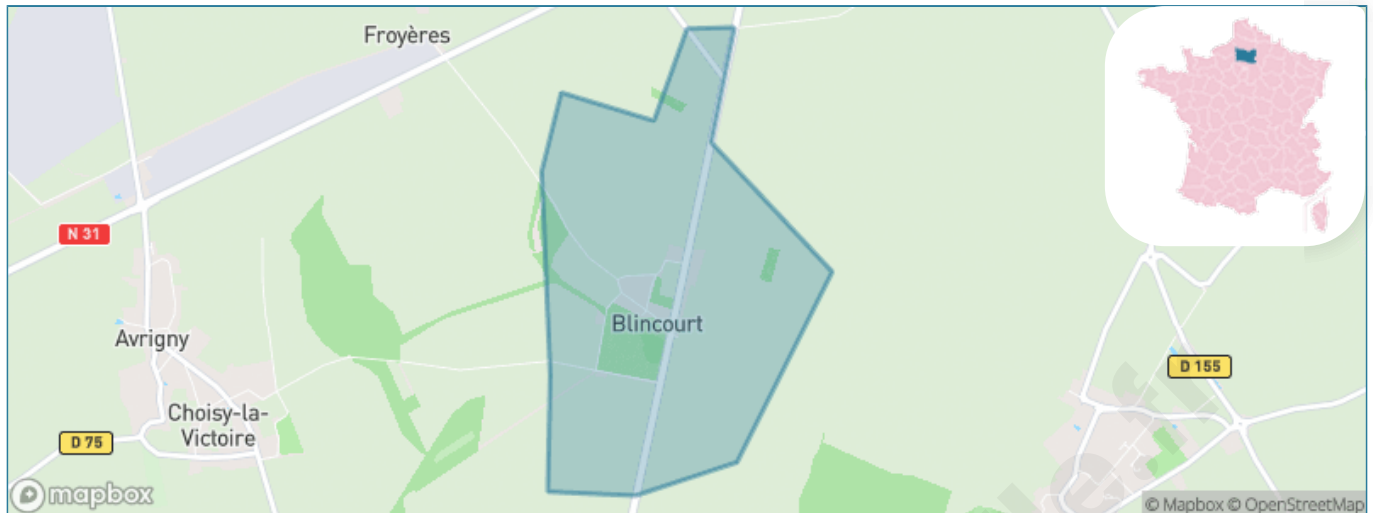 Froyères
N 31
Blincourt
Avrigny
D 155
Choisy-la-
Victoire
D 75
mapbox
© Mapbox © OpenStreetMap